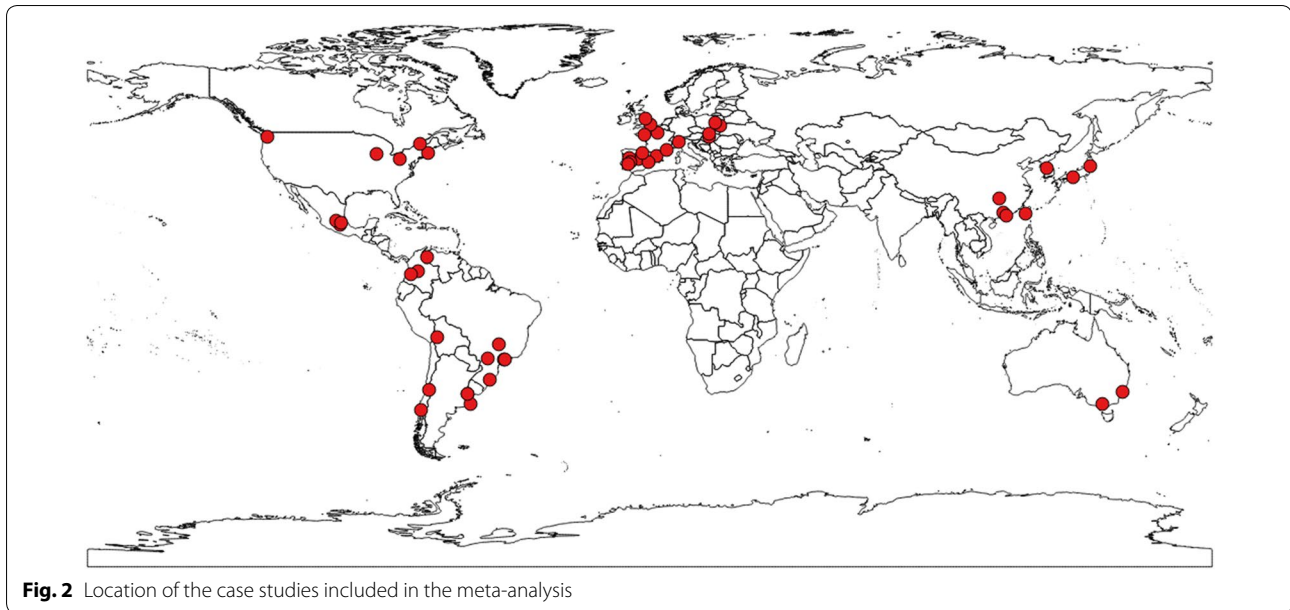 Fig. 2 Location of the case studies included in the meta-analysis